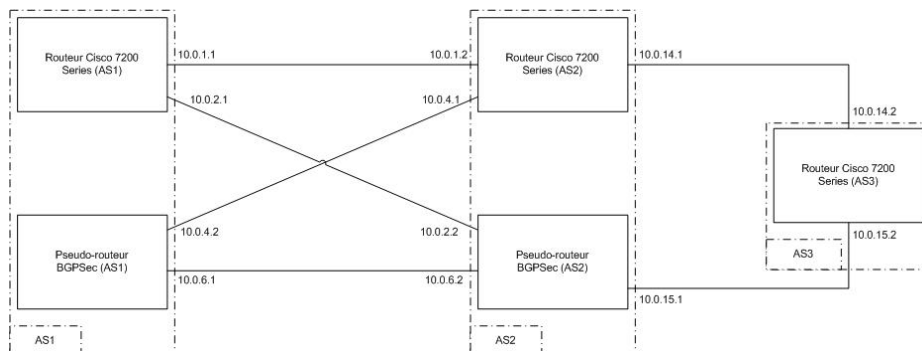 Routeur Cisco 7200
Series (AS1)
10.0.1.1
10.0.1.2
Routeur Cisco 7200
Series (AS2)
10.0.14.1
10.0.2.1
10.0.4.1
10.0.14.2
Routeur Cisco 7200
Series (AS3)
10.0.4.2
10.0.2.2
10.0.15.2
Pseudo-routeur
BGPSec (AS1)
Pseudo-routeur
BGPSec (AS2)
AS3
10.0.6.1
10.0.6.2
10.0.15.1
AS1
AS2